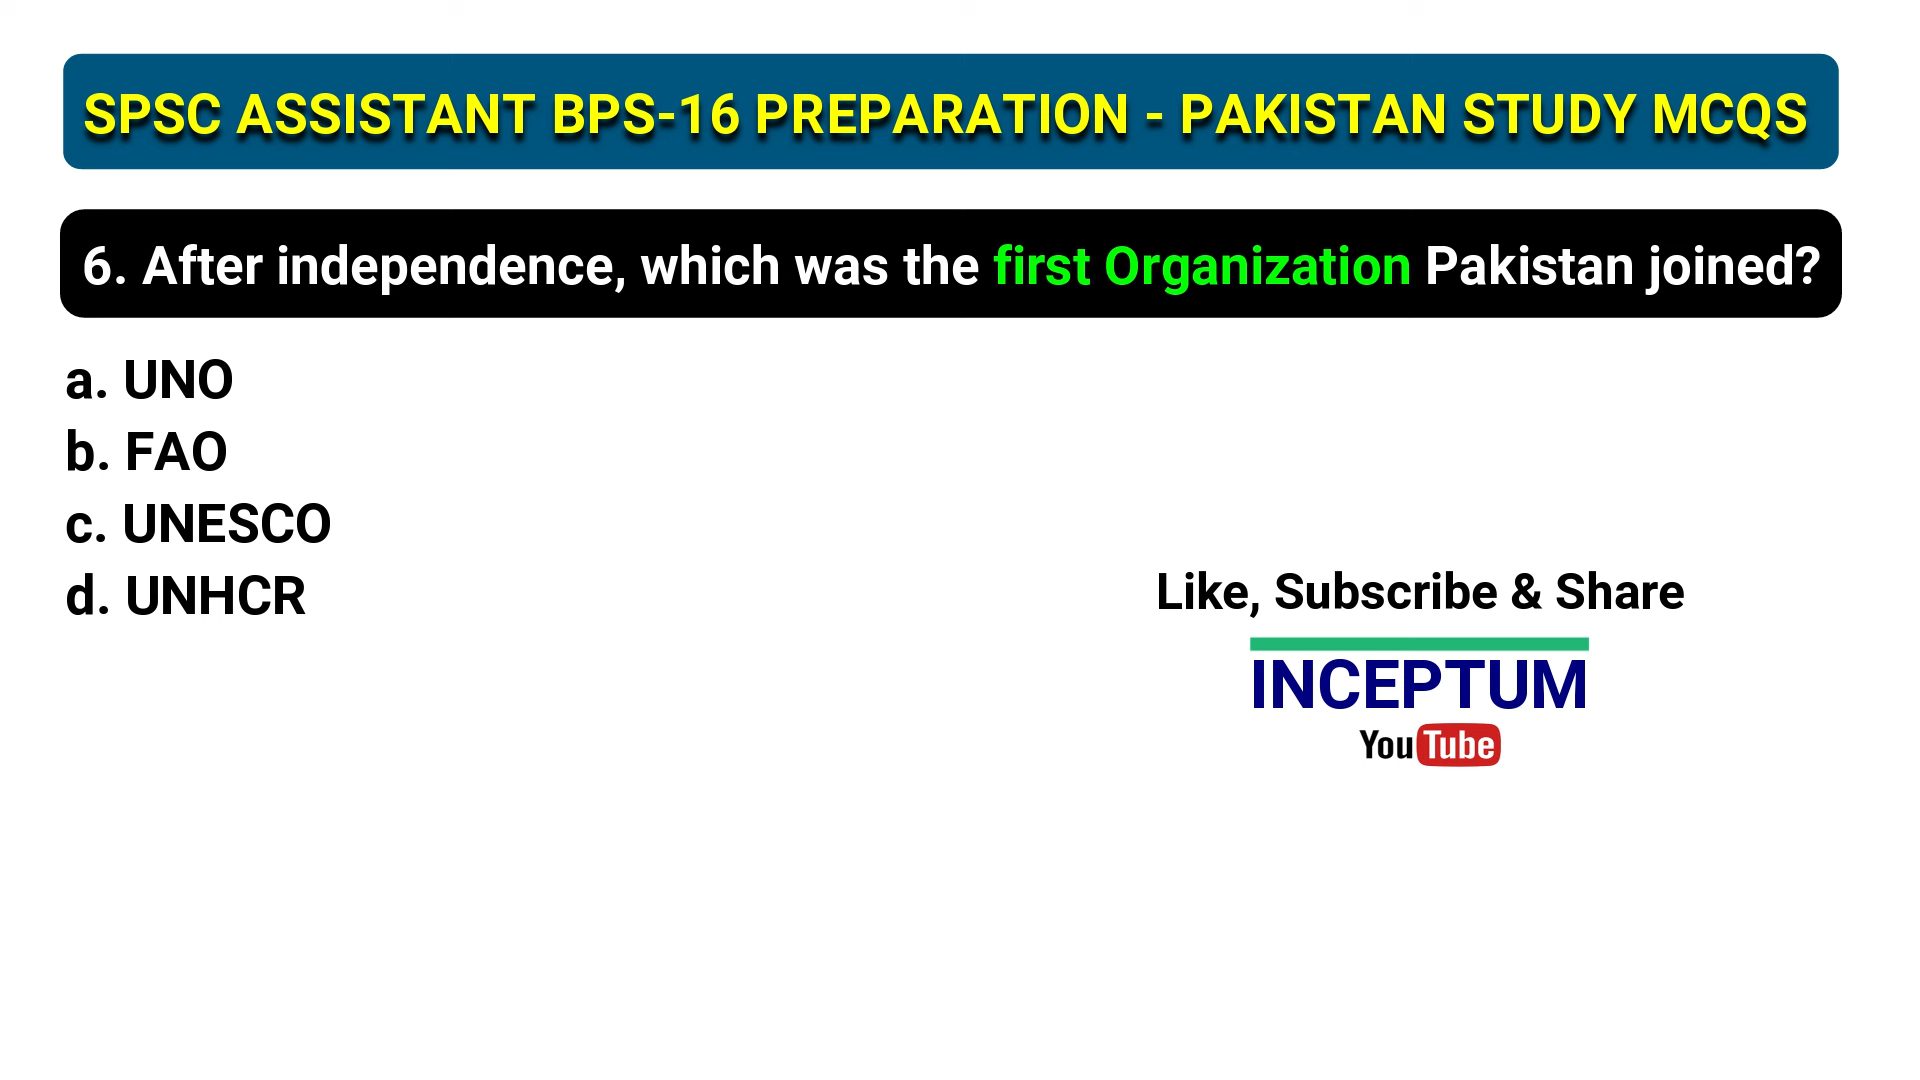 SPSC ASSISTANT BPS-16 PREPARATION - PAKISTAN STUDY MCQS
6. After independence, which was the first Organization Pakistan joined?
a. UNO
b. FAO
c. UNESCO
d. UNHCR
Like, Subscribe & Share
INCEPTUM
YouTube